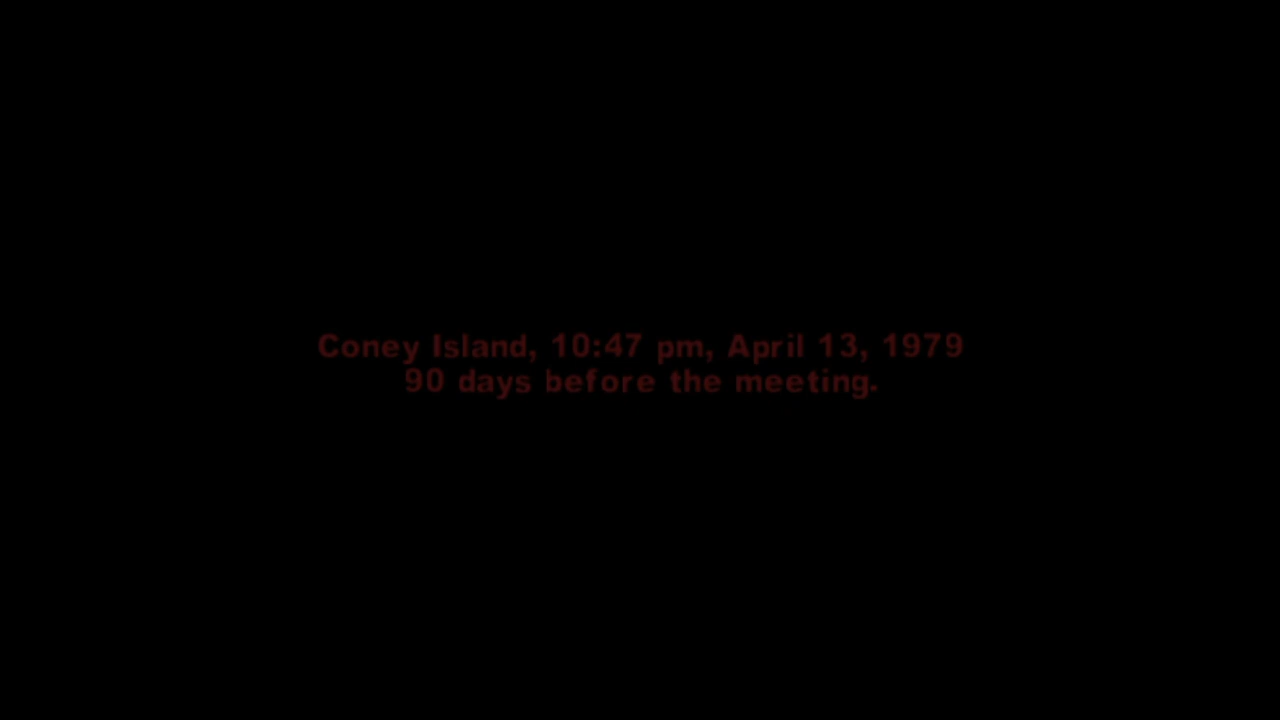 Coney Island, 10:47 pm, April 13, 1979
90 days before the meeting.